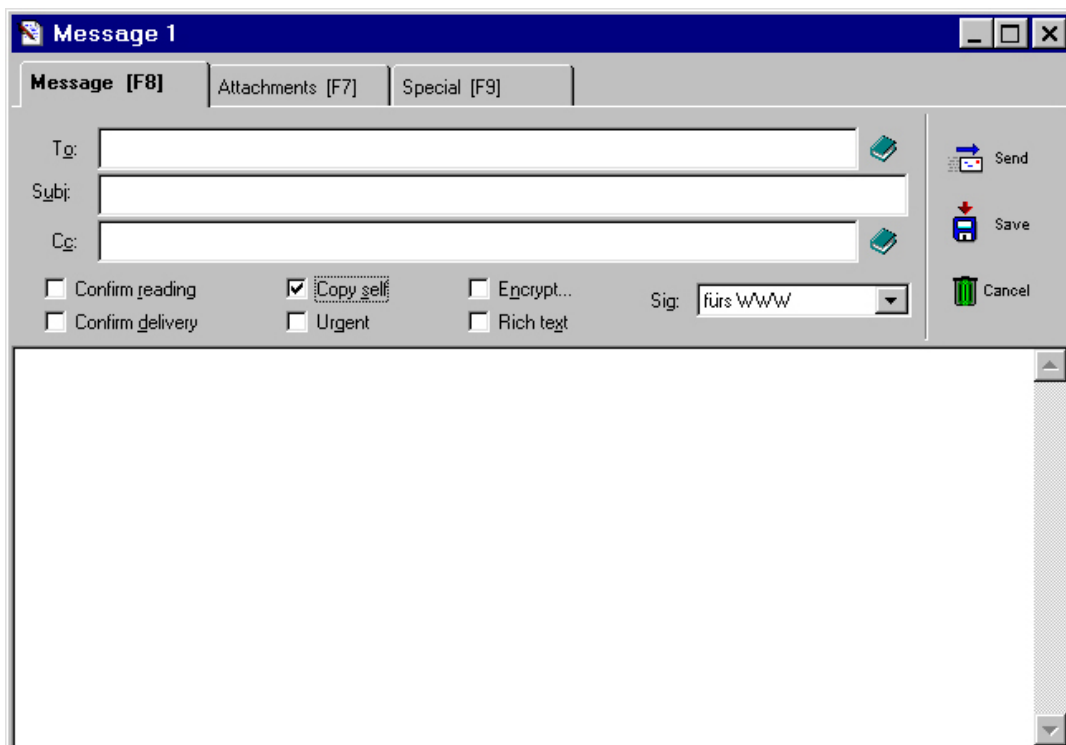 Message 1
Message [F8] Attachments [F7] Special [F9]
To:
Send
Subj:
Save
Cc:
Confirm reading Copy self Encrypt... Sig: fürs WWW Cancel
Confirm delivery Urgent Rich text